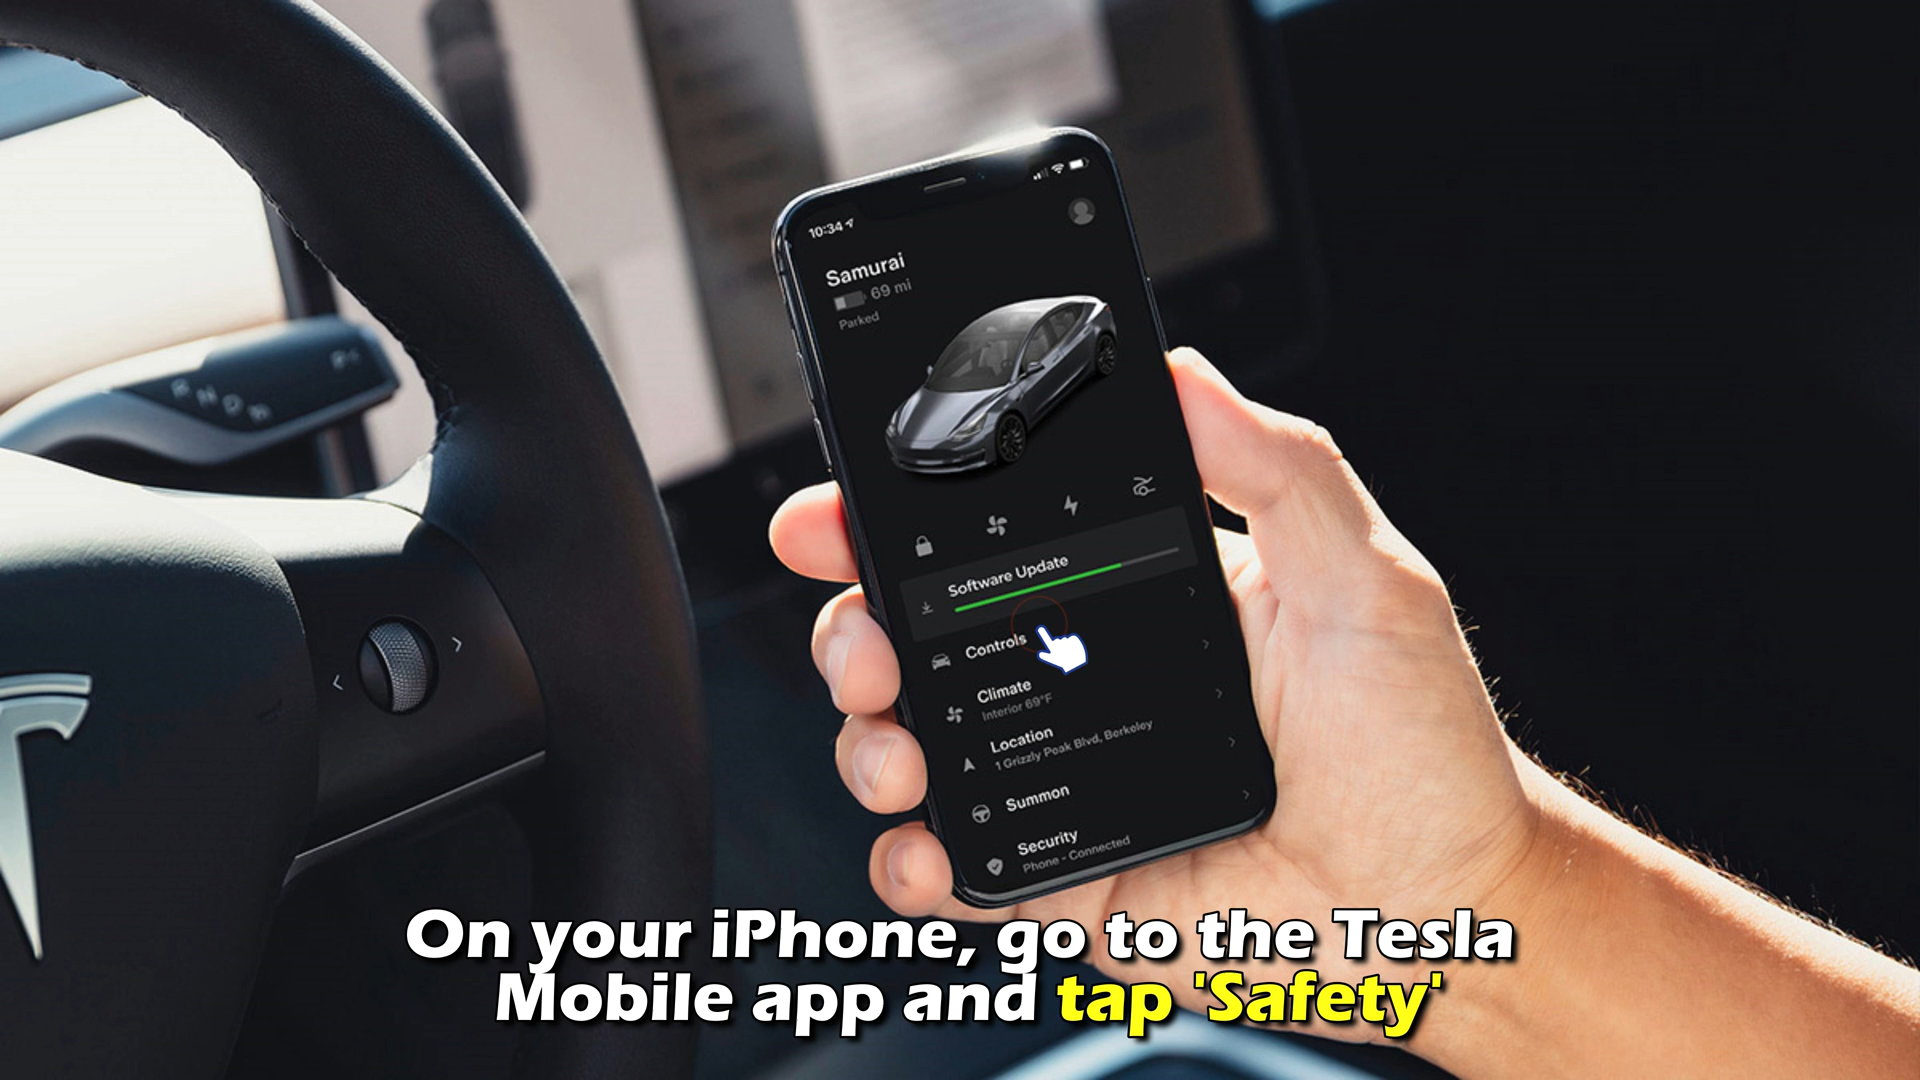 10:34
Samurai
69 mi
Parked
Software Update
Controls
Climate
Interior 69°F
Location
1 Grizzly Peak Blvd, Berkeley
Summon
Security
Phone - Connected
On your iPhone, go to the Tesla
Mobile app and tap 'Safety'